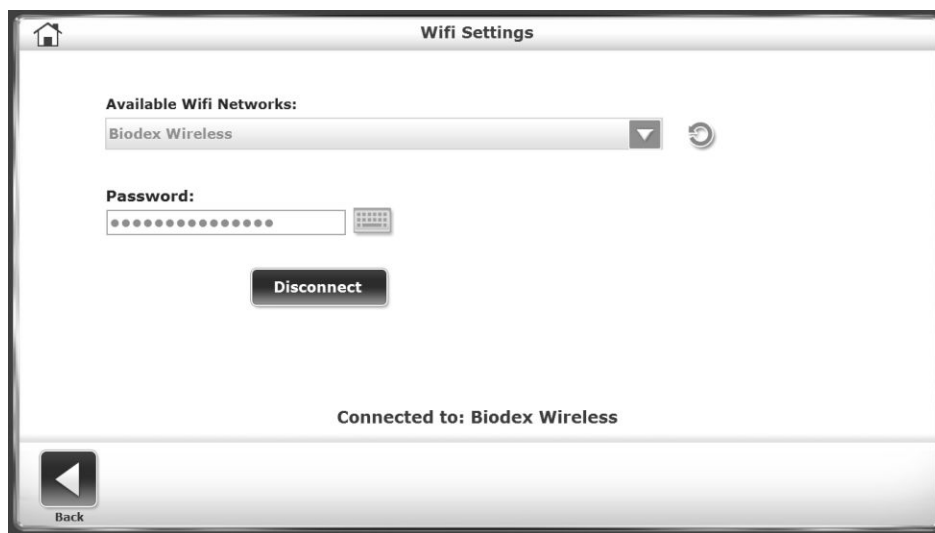 Wifi Settings
Available Wifi Networks:
Biodex Wireless
Password:
●●●●●●●●●●●●●●●
Disconnect
Connected to: Biodex Wireless
Back